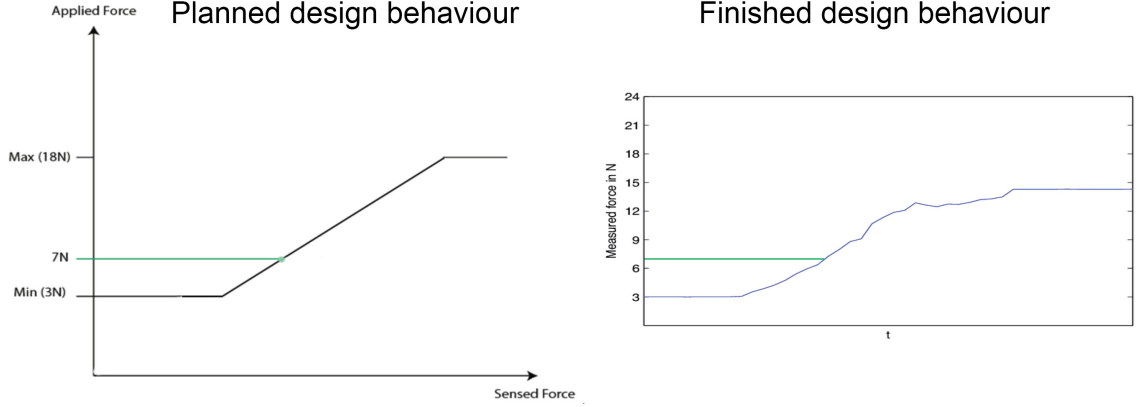 Planned design behaviour
Applied Force
Max (18N)
7N
Min (3N)
Sensed Force
Finished design behaviour
Measured force in N
24
21
18
15
12
9
6
3
t